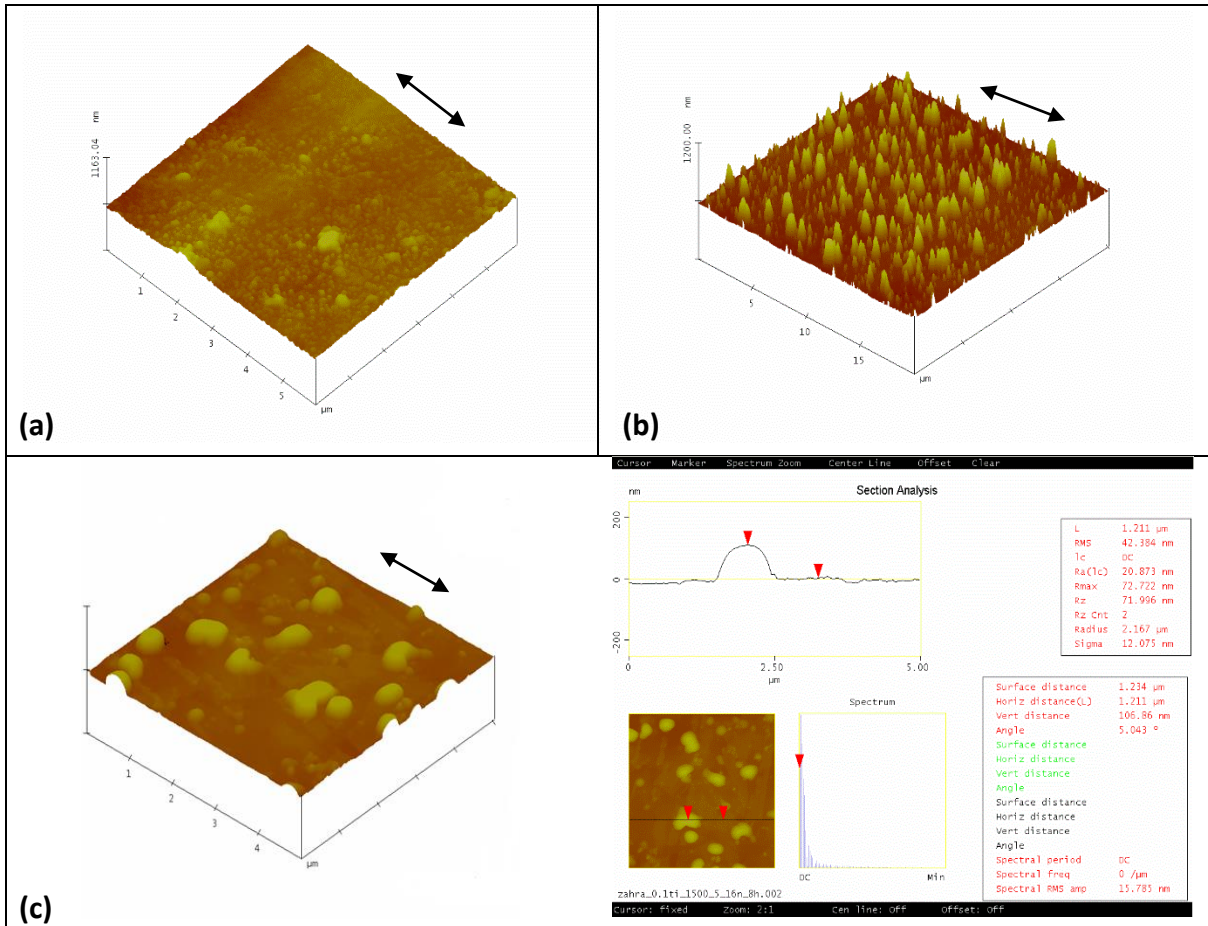 nm
1163.04
1
2
3
4
5
µm
(a)
nm
1200.00
5
10
15
µm
(b)
1
2
3
4
µm
(c)
Cursor Marker Spectrum Zoom Center Line Offset Clear
Section Analysis
nm
200
0
-200
0 2.50 5.00
µm
L 1.211 µm
RMS 42.384 nm
lc DC
Ra(lc) 20.873 nm
Rmax 72.722 nm
Rz 71.996 nm
Rz Cnt 2
Radius 2.167 µm
Sigma 12.075 nm
Spectrum
DC Min
Surface distance 1.234 µm
Horiz distance(L) 1.211 µm
Vert distance 106.86 nm
Angle 5.043 °
Surface distance
Horiz distance
Vert distance
Angle
Surface distance
Horiz distance
Vert distance
Angle
Spectral period DC
Spectral freq 0 /µm
Spectral RMS amp 15.785 nm
zahra_0.1ti_1500_5_16n_8h.002
Cursor: fixed Zoom: 2:1 Cen line: Off Offset: Off